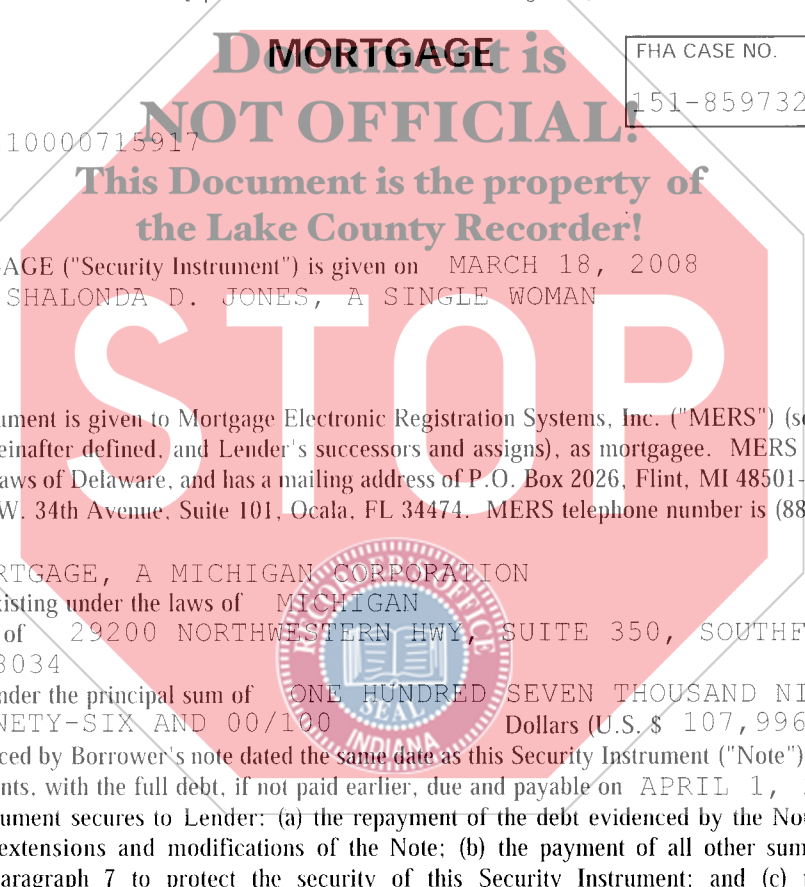 MORTGAGE
Document is
FHA CASE NO.
NOT OFFICIAL!
151-859732
10000715917
This Document is the property of
the Lake County Recorder!
AGE ("Security Instrument") is given on MARCH 18, 2008
SHALONDA D. JONES, A SINGLE WOMAN
STOP
ument is given to Mortgage Electronic Registration Systems, Inc. ("MERS") (so
einafter defined, and Lender's successors and assigns), as mortgagee. MERS
aws of Delaware, and has a mailing address of P.O. Box 2026, Flint, MI 48501-
W. 34th Avenue, Suite 101, Ocala, FL 34474. MERS telephone number is (88
RTGAGE, A MICHIGAN CORPORATION
xisting under the laws of MICHIGAN
of 29200 NORTHWESTERN HWY, SUITE 350, SOUTHF
8034
nder the principal sum of ONE HUNDRED SEVEN THOUSAND NI
NETY-SIX AND 00/100 Dollars (U.S. $ 107,996
ced by Borrower's note dated the same date as this Security Instrument ("Note")
nts, with the full debt, if not paid earlier, due and payable on APRIL 1,
ument secures to Lender: (a) the repayment of the debt evidenced by the No
extensions and modifications of the Note; (b) the payment of all other sum
aragraph 7 to protect the security of this Security Instrument; and (c)
RECORDER'S OFFICE
SEAL
INDIANA